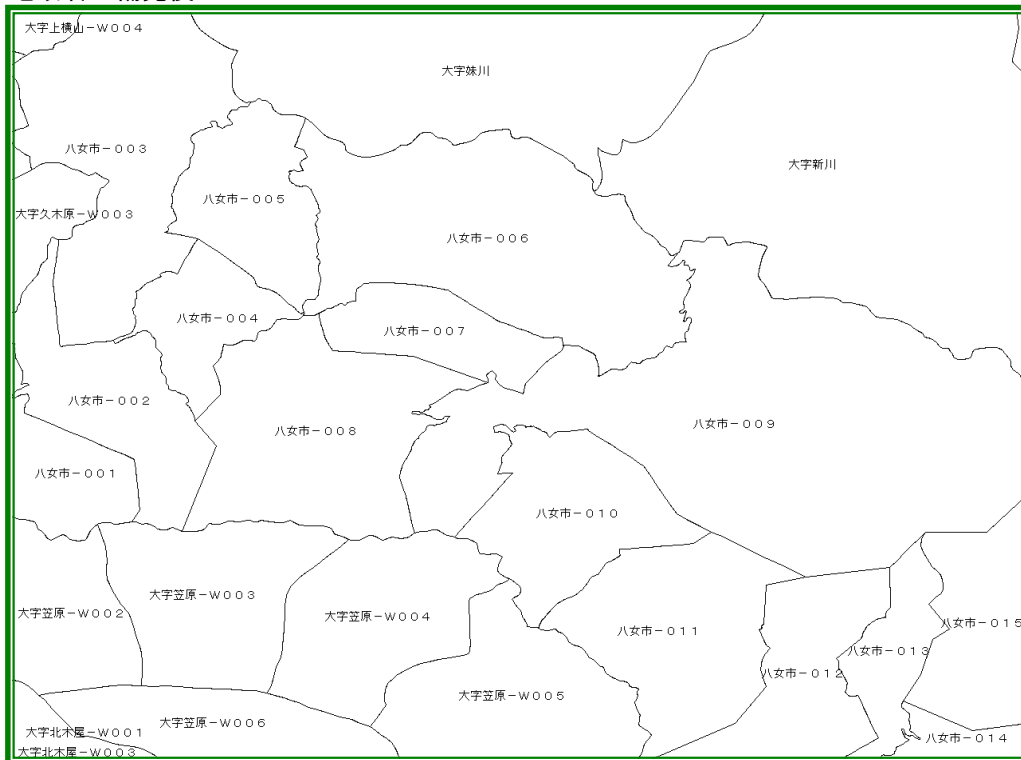 大字上横山－W００４
大字妹川
八女市－００３
大字新川
八女市－００５
大字久木原－W００３
八女市－００６
八女市－００４
八女市－００７
八女市－００２
八女市－００９
八女市－００８
八女市－００１
八女市－０１０
大字笠原－W００３
大字笠原－W００２
大字笠原－W００４
八女市－０１５
八女市－０１１
八女市－０１３
八女市－０１２
大字笠原－W００５
大字笠原－W００６
大字北木屋－W００１
八女市－０１４
大字北木屋－W００３